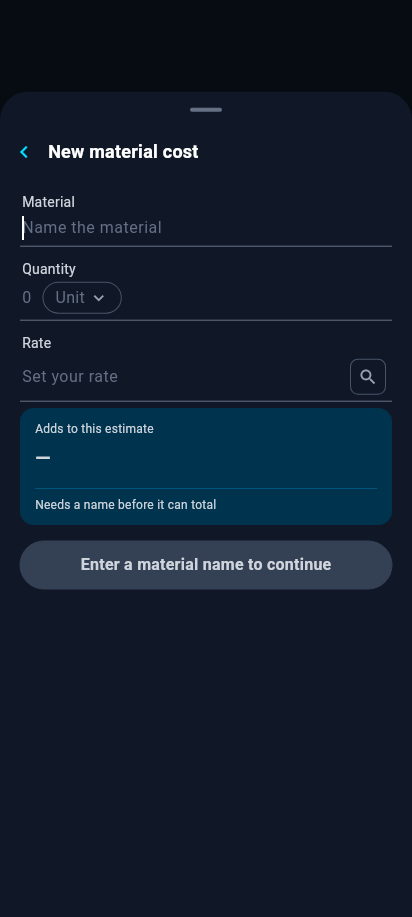 New material cost
Material
Name the material
Quantity
0 Unit
Rate
Set your rate
Adds to this estimate
—
Needs a name before it can total
Enter a material name to continue